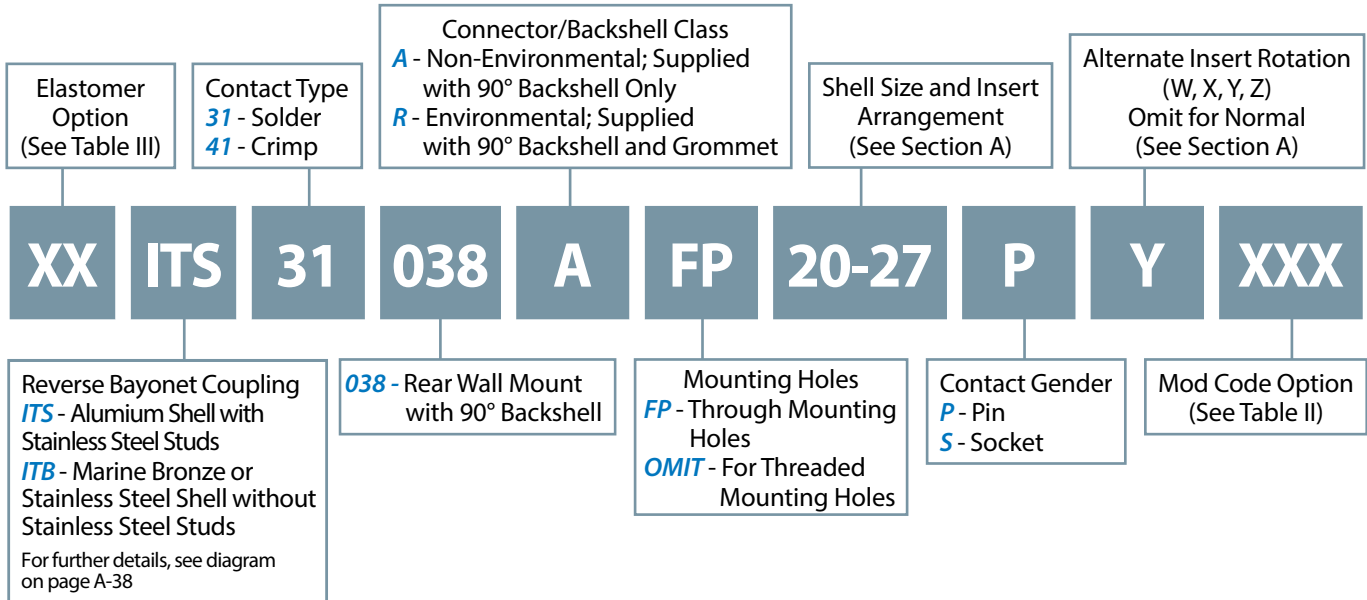 Elastomer
Option
(See Table III)
Contact Type
31 - Solder
41 - Crimp
Connector/Backshell Class
A - Non-Environmental; Supplied
with 90° Backshell Only
R - Environmental; Supplied
with 90° Backshell and Grommet
Shell Size and Insert
Arrangement
(See Section A)
Alternate Insert Rotation
(W, X, Y, Z)
Omit for Normal
(See Section A)
XX ITS 31 038 A FP 20-27 P Y XXX
Reverse Bayonet Coupling
ITS - Alumium Shell with
Stainless Steel Studs
ITB - Marine Bronze or
Stainless Steel Shell without
Stainless Steel Studs
For further details, see diagram
on page A-38
038 - Rear Wall Mount
with 90° Backshell
Mounting Holes
FP - Through Mounting
Holes
OMIT - For Threaded
Mounting Holes
Contact Gender
P - Pin
S - Socket
Mod Code Option
(See Table II)